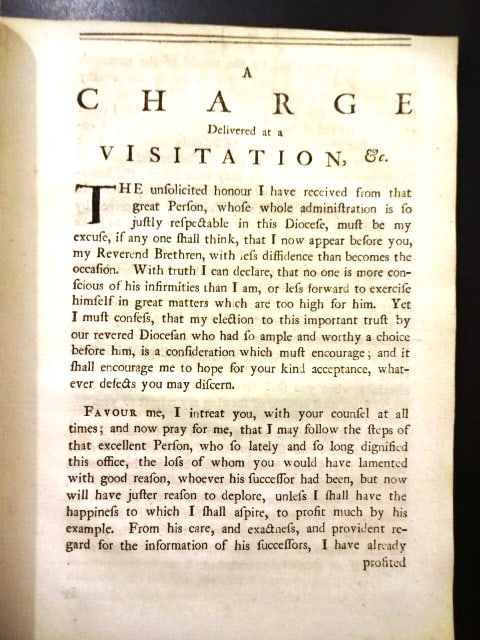 A
CHARGE
Delivered at a
VISITATION, &c.
THE unſolicited honour I have received from that
great Perſon, whoſe whole adminiſtration is ſo
juſtly reſpectable in this Dioceſe, muſt be my
excuſe, if any one ſhall think, that I now appear before you,
my Reverend Brethren, with leſs diffidence than becomes the
occaſion. With truth I can declare, that no one is more con-
ſcious of his infirmities than I am, or leſs forward to exerciſe
himſelf in great matters which are too high for him. Yet
I muſt confeſs, that my election to this important truſt by
our revered Dioceſan who had ſo ample and worthy a choice
before him, is a conſideration which muſt encourage; and it
ſhall encourage me to hope for your kind acceptance, what-
ever defects you may diſcern.
FAVOUR me, I intreat you, with your counſel at all
times; and now pray for me, that I may follow the ſteps of
that excellent Perſon, who ſo lately and ſo long dignified
this office, the loſs of whom you would have lamented
with good reaſon, whoever his ſucceſſor had been, but now
will have juſter reaſon to deplore, unleſs I ſhall have the
happineſs to which I ſhall aſpire, to profit much by his
example. From his care, and exactneſs, and provident re-
gard for the information of his ſucceſſors, I have already
profited